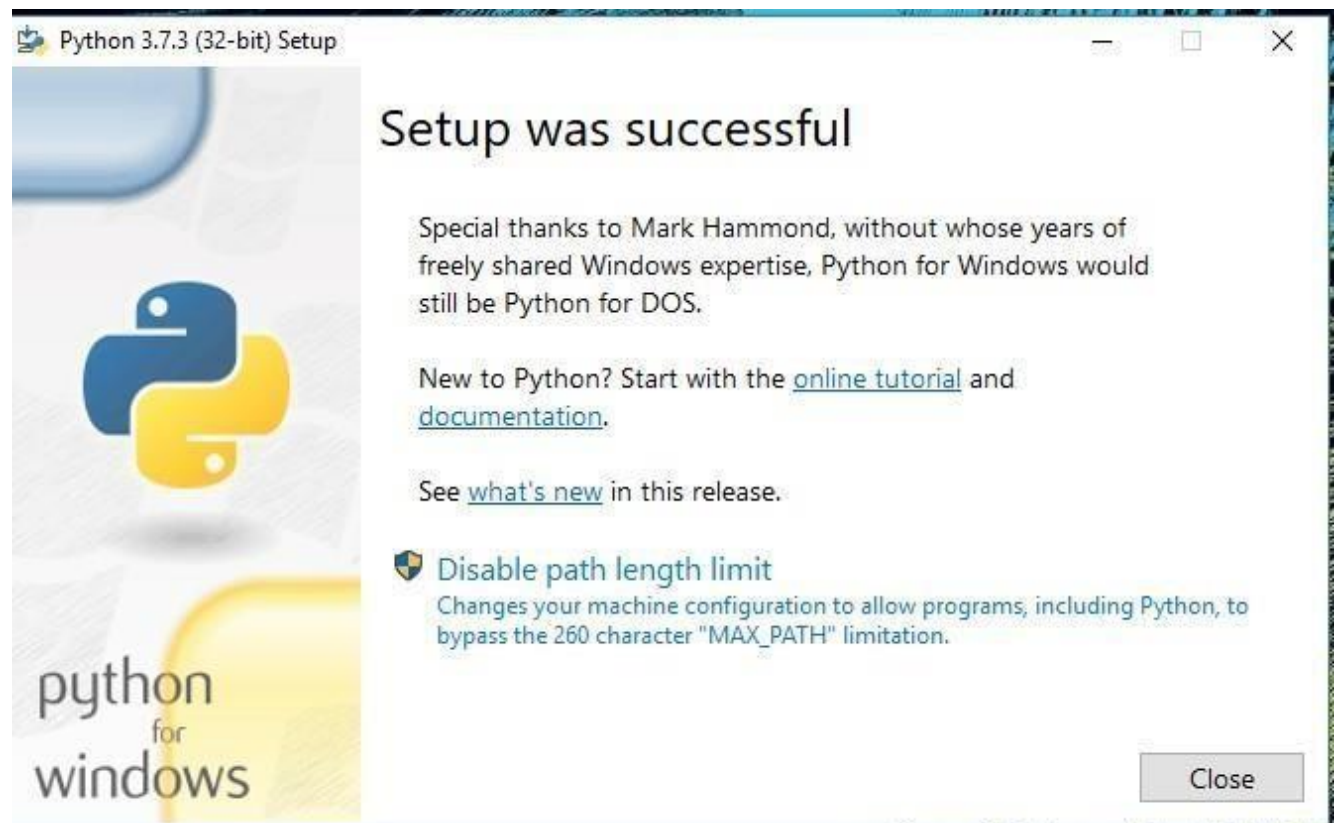 Python 3.7.3 (32-bit) Setup
Setup was successful
Special thanks to Mark Hammond, without whose years of
freely shared Windows expertise, Python for Windows would
still be Python for DOS.
New to Python? Start with the online tutorial and
documentation.
See what's new in this release.
Disable path length limit
Changes your machine configuration to allow programs, including Python, to
bypass the 260 character "MAX_PATH" limitation.
python
for
windows
Close